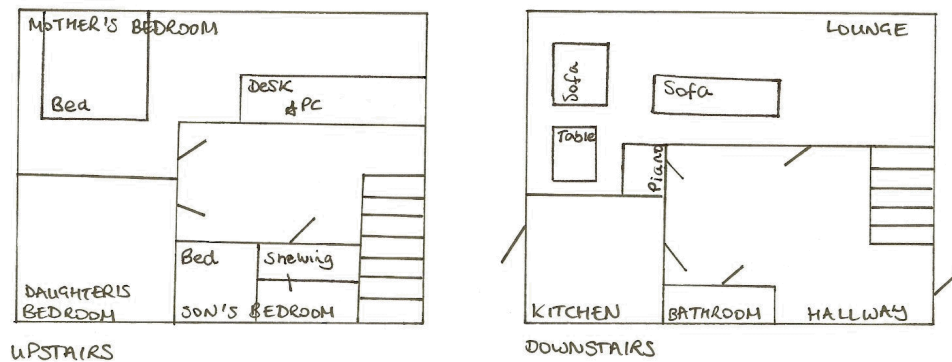 MOTHER'S BEDROOM
Bed
DESK
& PC
Bed
Shewing
DAUGHTER'S
BEDROOM
SON'S BEDROOM
UPSTAIRS
LOUNGE
Sofa
Sofa
Table
Piano
KITCHEN
BATHROOM
HALLWAY
DOWNSTAIRS